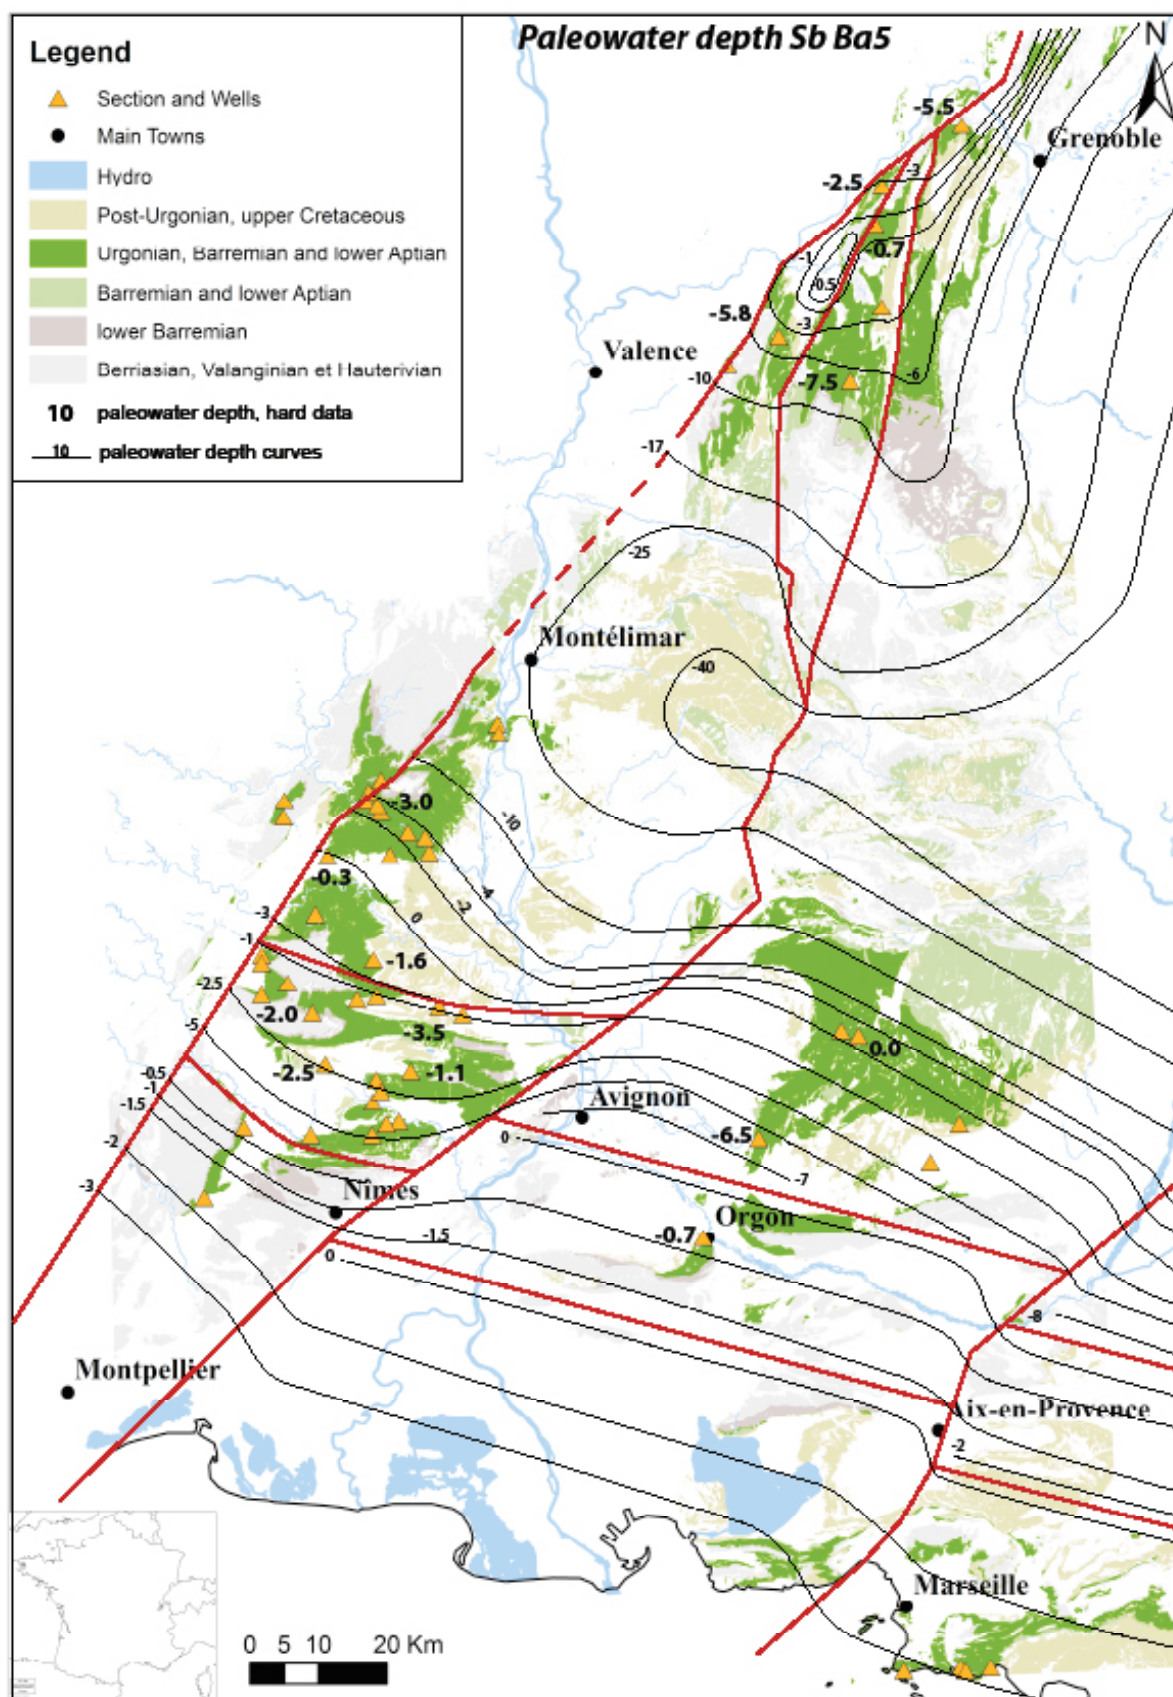 Paleowater depth Sb Ba5
N
Legend
Section and Wells
Main Towns
Hydro
Post-Urgonian, upper Cretaceous
Urgonian, Barremian and lower Aptian
Barremian and lower Aptian
lower Barremian
Berriasian, Valanginian et Hauterivian
10 paleowater depth, hard data
10 paleowater depth curves
-5.5
Grenoble
-3
-2.5
-0.7
-1
-0.5
-5.8
-3
Valence
-10
-7.5
-6
-17
-25
Montélimar
-40
-3.0
-10
-0.3
-4
-2
0
-3
-1
-1.6
-2.5
-2.0
-3.5
-5
0.0
-2.5
-1.1
-0.5
-1
-1.5
Avignon
-2
0
-6.5
-7
-3
Nîmes
Orgon
-1.5
-0.7
0
-8
Montpellier
Aix-en-Provence
-2
Marseille
0 5 10 20 Km